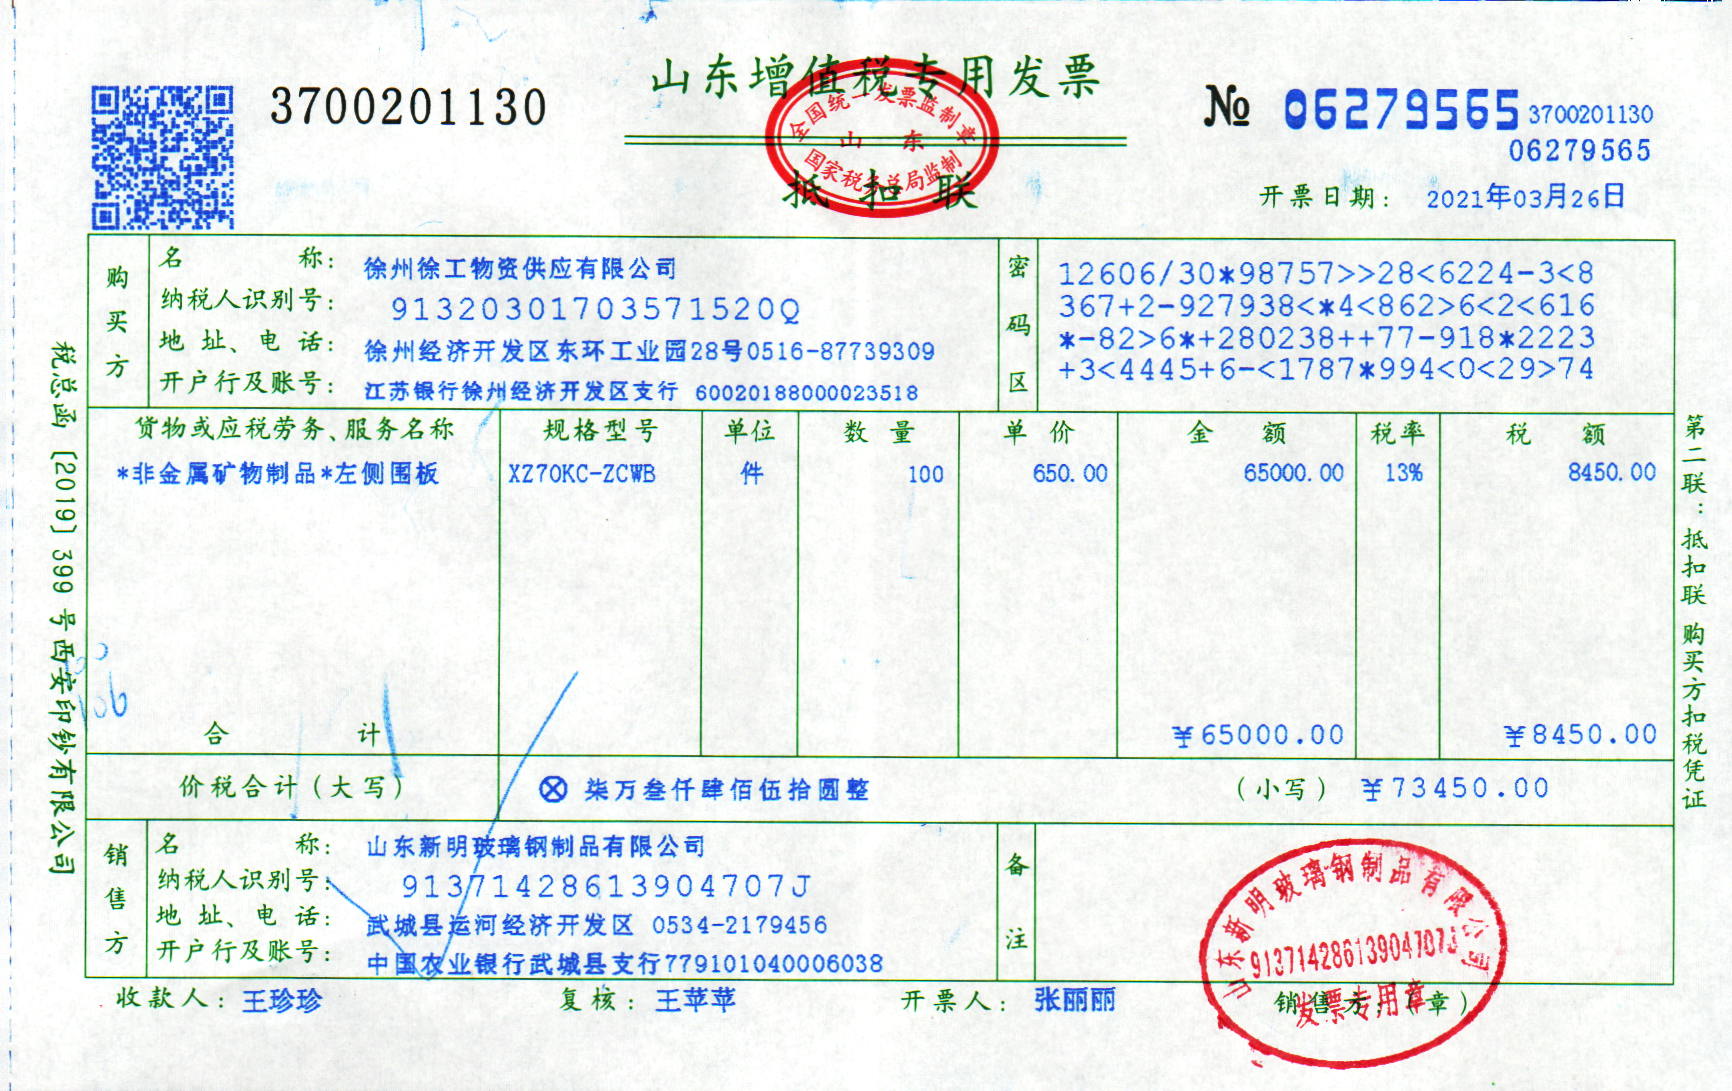 山东增值税专用发票
3700201130
№ 06279565
3700201130
06279565
全国统一发票监制章
山东
国家税务总局监制
抵扣联
开票日期: 2021年03月26日
购买方
名称: 徐州徐工物资供应有限公司
纳税人识别号: 91320301703571520Q
地址、电话: 徐州经济开发区东环工业园28号0516-87739309
开户行及账号: 江苏银行徐州经济开发区支行 60020188000023518
密码区
12606/30*98757>>28<6224-3<8
367+2-927938<*4<862>6<2<616
*-82>6*+280238++77-918*2223
+3<4445+6-<1787*994<0<29>74
货物或应税劳务、服务名称 规格型号 单位 数量 单价 金额 税率 税额
*非金属矿物制品*左侧围板 XZ70KC-ZCWB 件 100 650.00 65000.00 13% 8450.00
合计 ¥65000.00 ¥8450.00
价税合计(大写) ⊗ 柒万叁仟肆佰伍拾圆整 (小写) ¥73450.00
销售方
名称: 山东新明玻璃钢制品有限公司
纳税人识别号: 91371428613904707J
地址、电话: 武城县运河经济开发区 0534-2179456
开户行及账号: 中国农业银行武城县支行779101040006038
备注
收款人: 王珍珍 复核: 王苹苹 开票人: 张丽丽 销售方:(章)
山东新明玻璃钢制品有限公司
91371428613904707J
发票专用章
税总函〔2019〕399号西安印钞有限公司
第二联:抵扣联 购买方扣税凭证